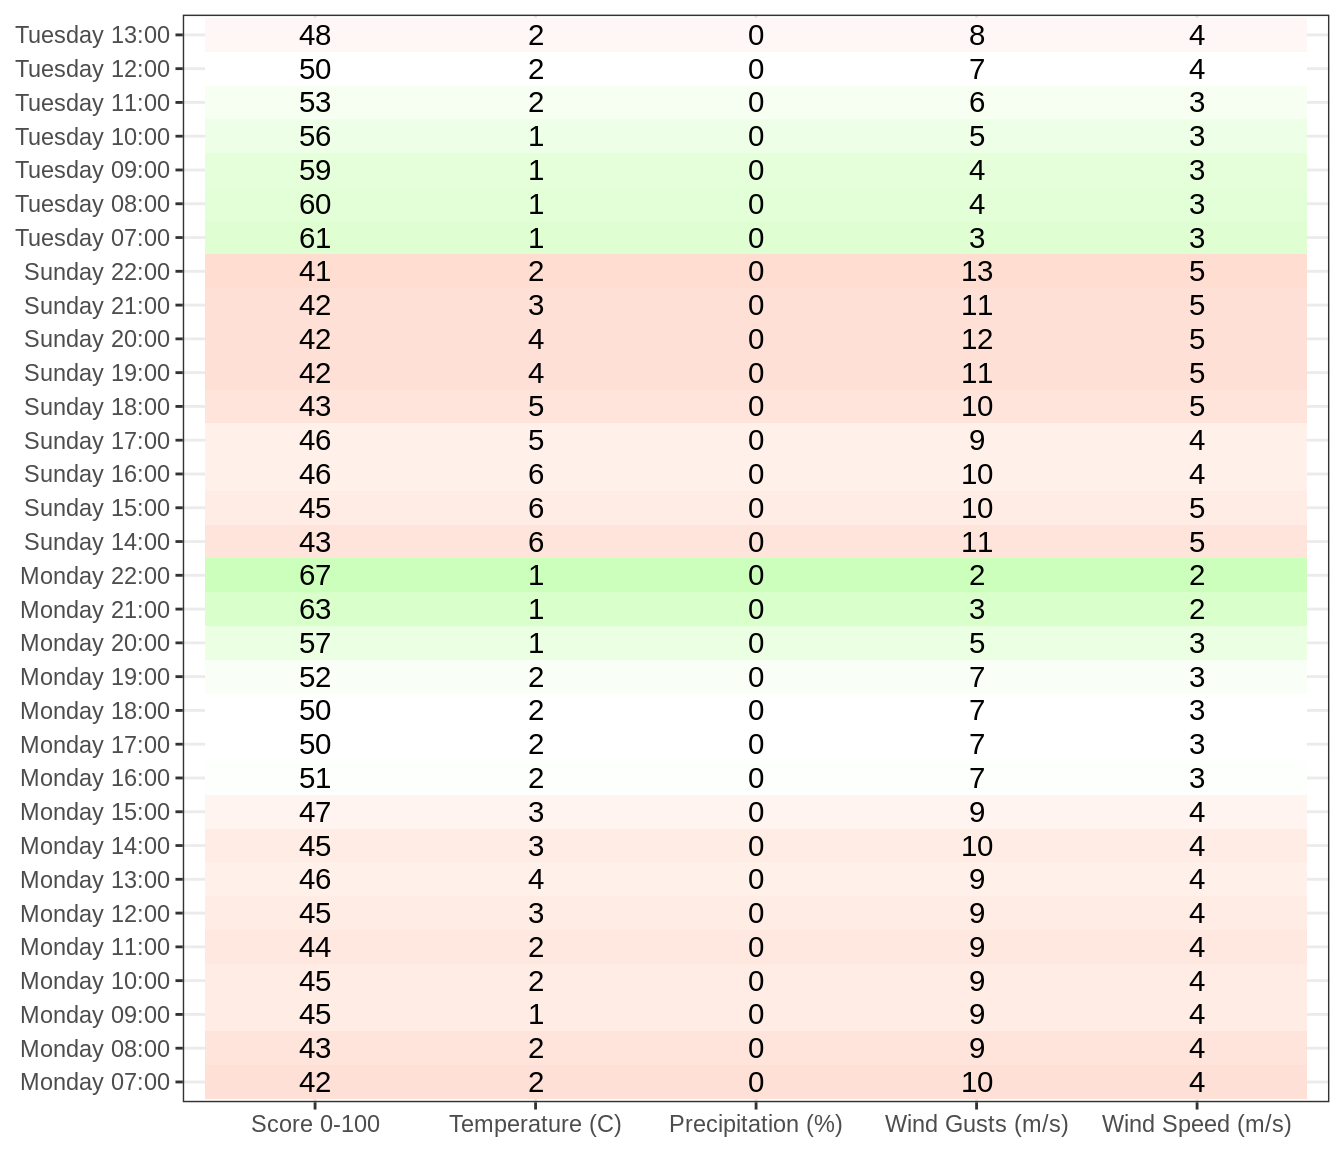 Tuesday 13:00 48 2 0 8 4
Tuesday 12:00 50 2 0 7 4
Tuesday 11:00 53 2 0 6 3
Tuesday 10:00 56 1 0 5 3
Tuesday 09:00 59 1 0 4 3
Tuesday 08:00 60 1 0 4 3
Tuesday 07:00 61 1 0 3 3
Sunday 22:00 41 2 0 13 5
Sunday 21:00 42 3 0 11 5
Sunday 20:00 42 4 0 12 5
Sunday 19:00 42 4 0 11 5
Sunday 18:00 43 5 0 10 5
Sunday 17:00 46 5 0 9 4
Sunday 16:00 46 6 0 10 4
Sunday 15:00 45 6 0 10 5
Sunday 14:00 43 6 0 11 5
Monday 22:00 67 1 0 2 2
Monday 21:00 63 1 0 3 2
Monday 20:00 57 1 0 5 3
Monday 19:00 52 2 0 7 3
Monday 18:00 50 2 0 7 3
Monday 17:00 50 2 0 7 3
Monday 16:00 51 2 0 7 3
Monday 15:00 47 3 0 9 4
Monday 14:00 45 3 0 10 4
Monday 13:00 46 4 0 9 4
Monday 12:00 45 3 0 9 4
Monday 11:00 44 2 0 9 4
Monday 10:00 45 2 0 9 4
Monday 09:00 45 1 0 9 4
Monday 08:00 43 2 0 9 4
Monday 07:00 42 2 0 10 4
Score 0-100 Temperature (C) Precipitation (%) Wind Gusts (m/s) Wind Speed (m/s)